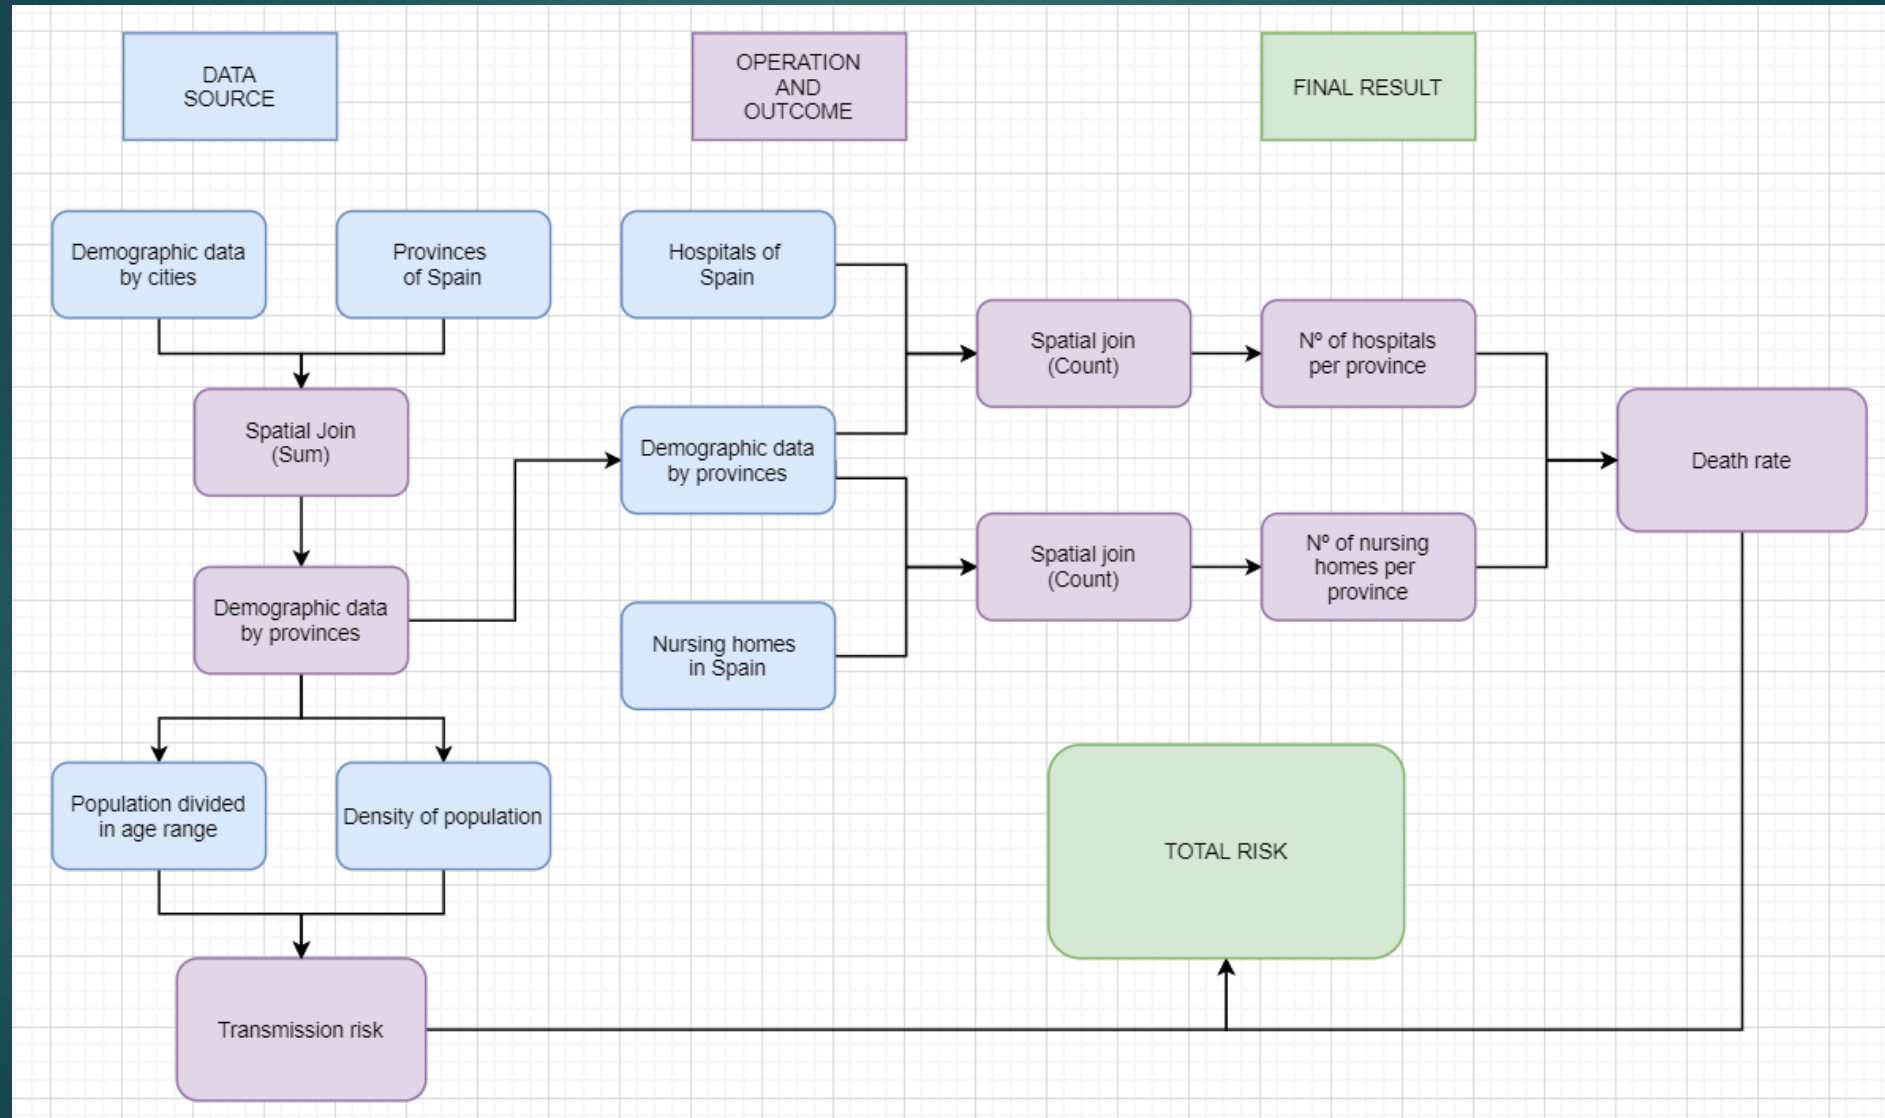 DATA
SOURCE
OPERATION
AND
OUTCOME
FINAL RESULT
Demographic data
by cities
Provinces
of Spain
Hospitals of
Spain
Spatial join
(Count)
Nº of hospitals
per province
Spatial Join
(Sum)
Demographic data
by provinces
Death rate
Spatial join
(Count)
Nº of nursing
homes per
province
Demographic data
by provinces
Nursing homes
in Spain
Population divided
in age range
Density of population
TOTAL RISK
Transmission risk